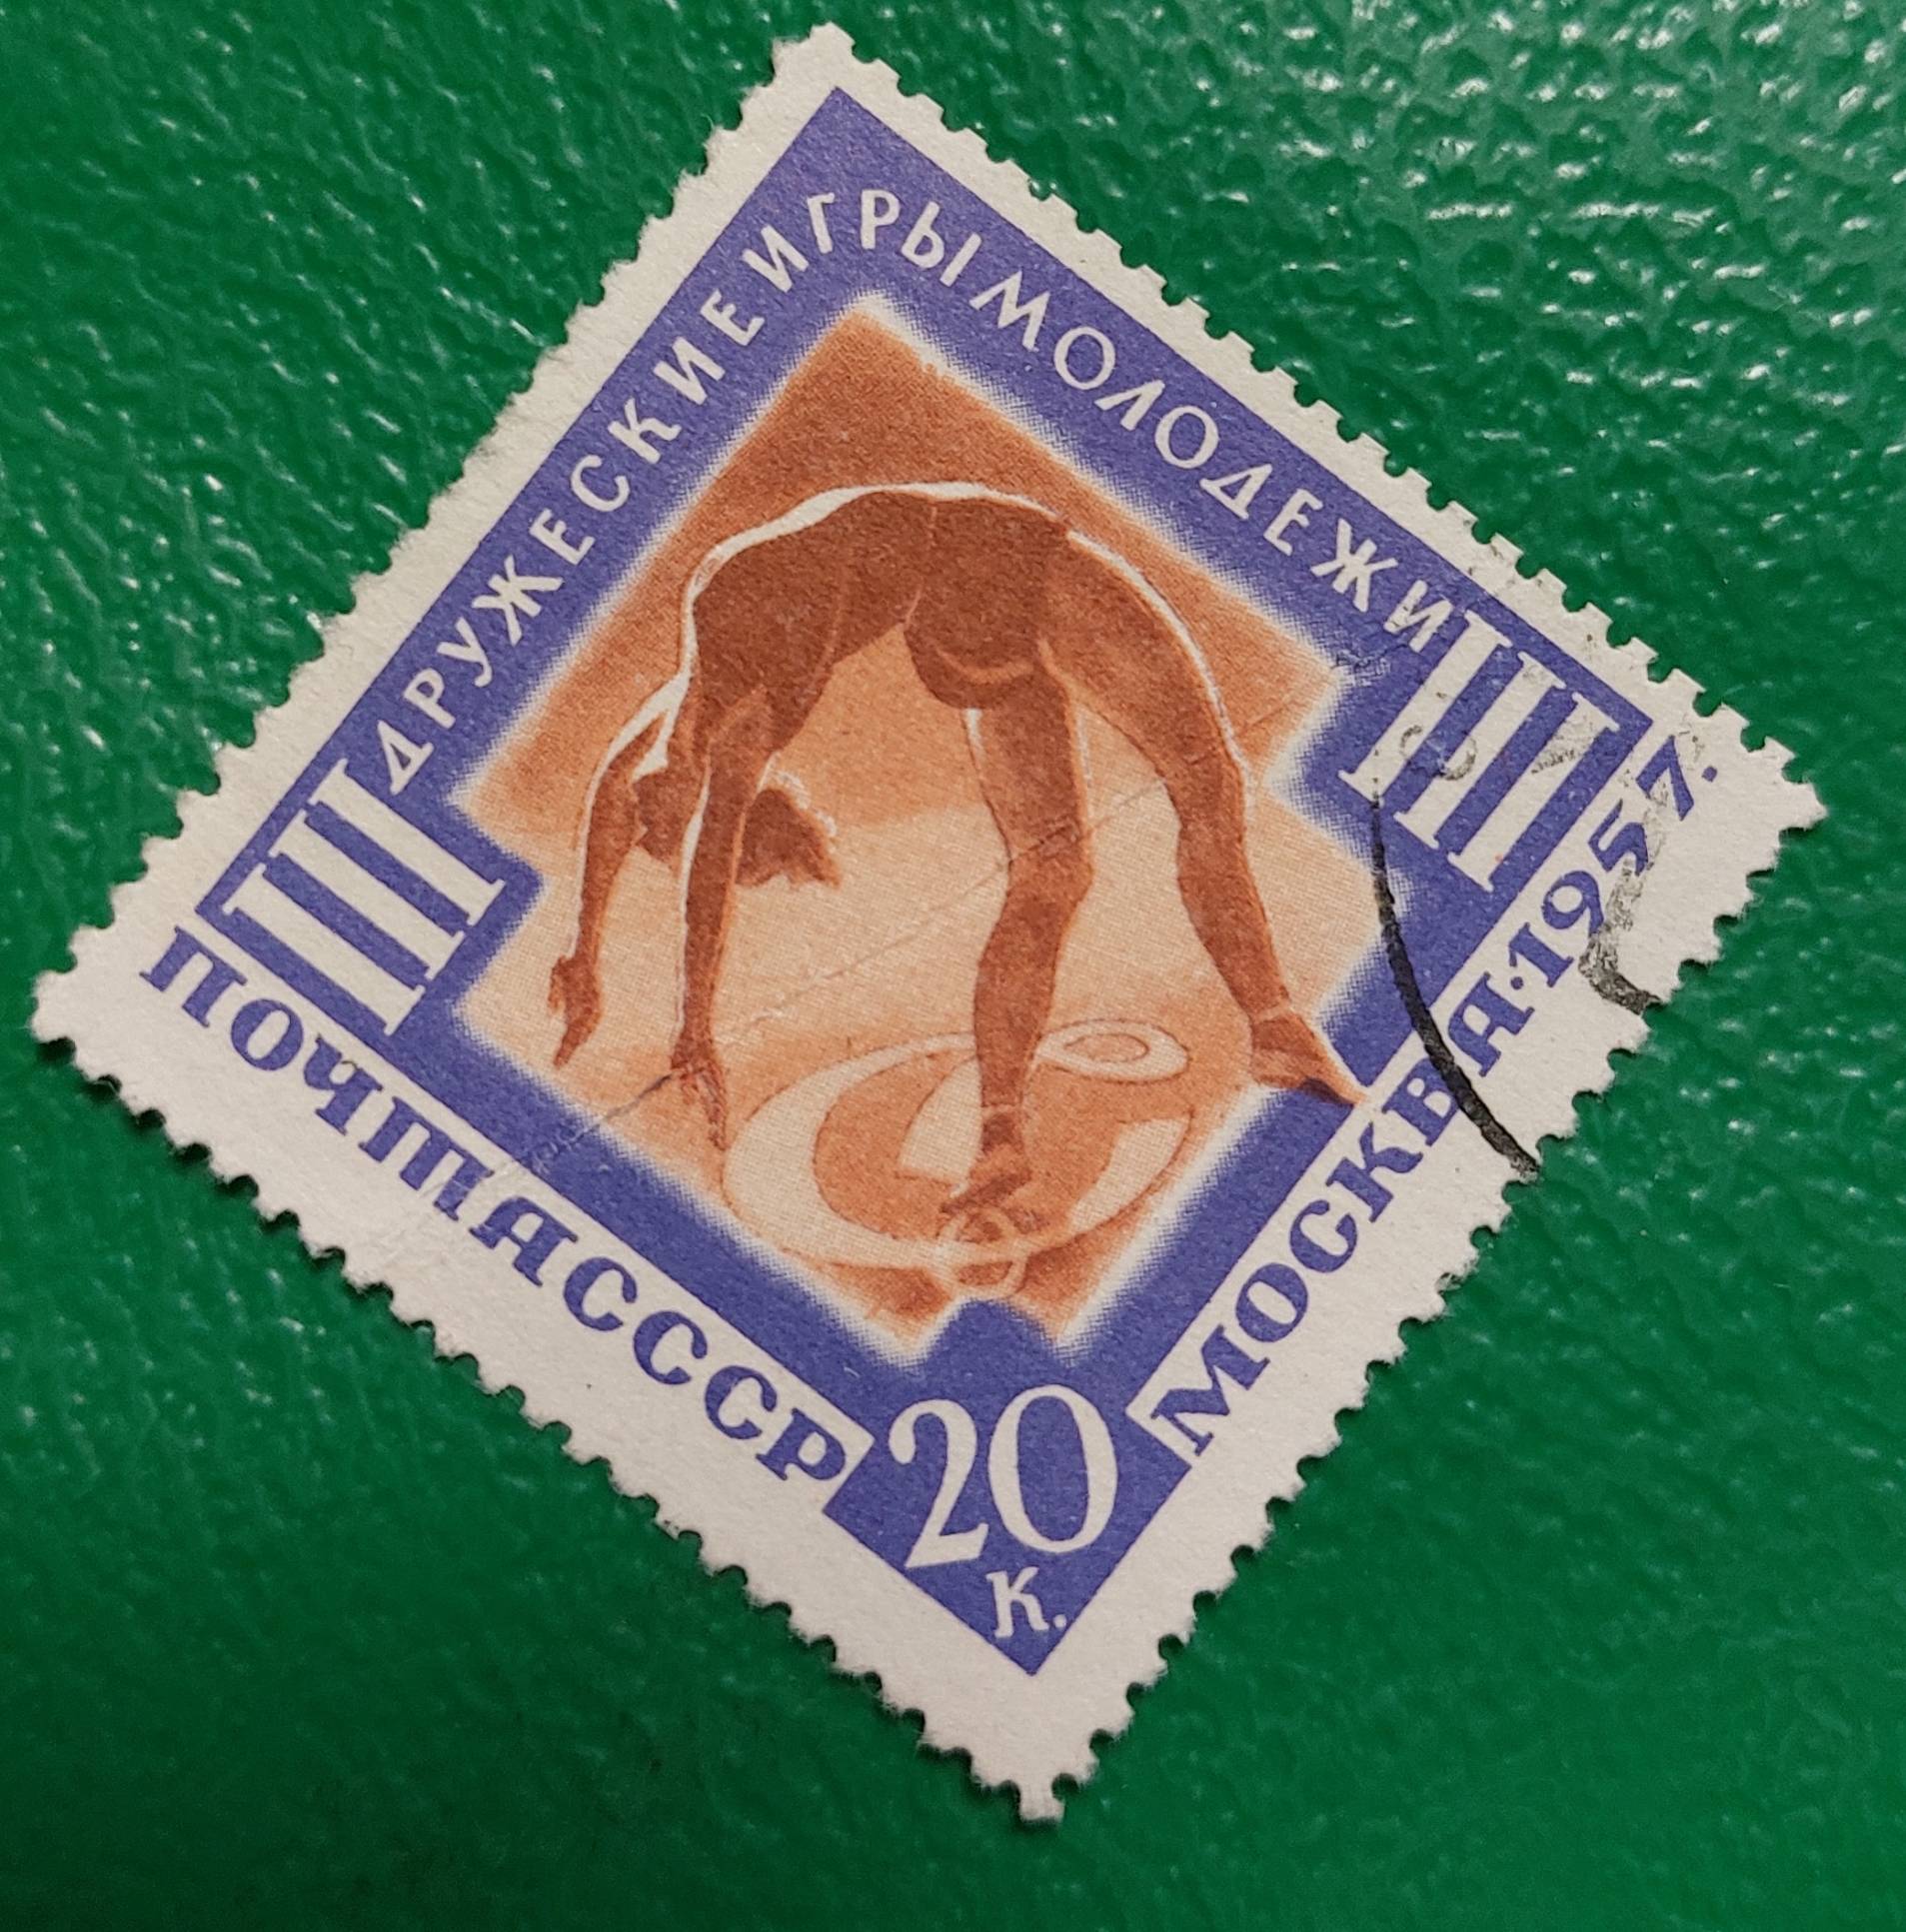 III ДРУЖЕСКИЕ ИГРЫ МОЛОДЕЖИ III
ПОЧТА СССР
20
к.
МОСКВА·1957.